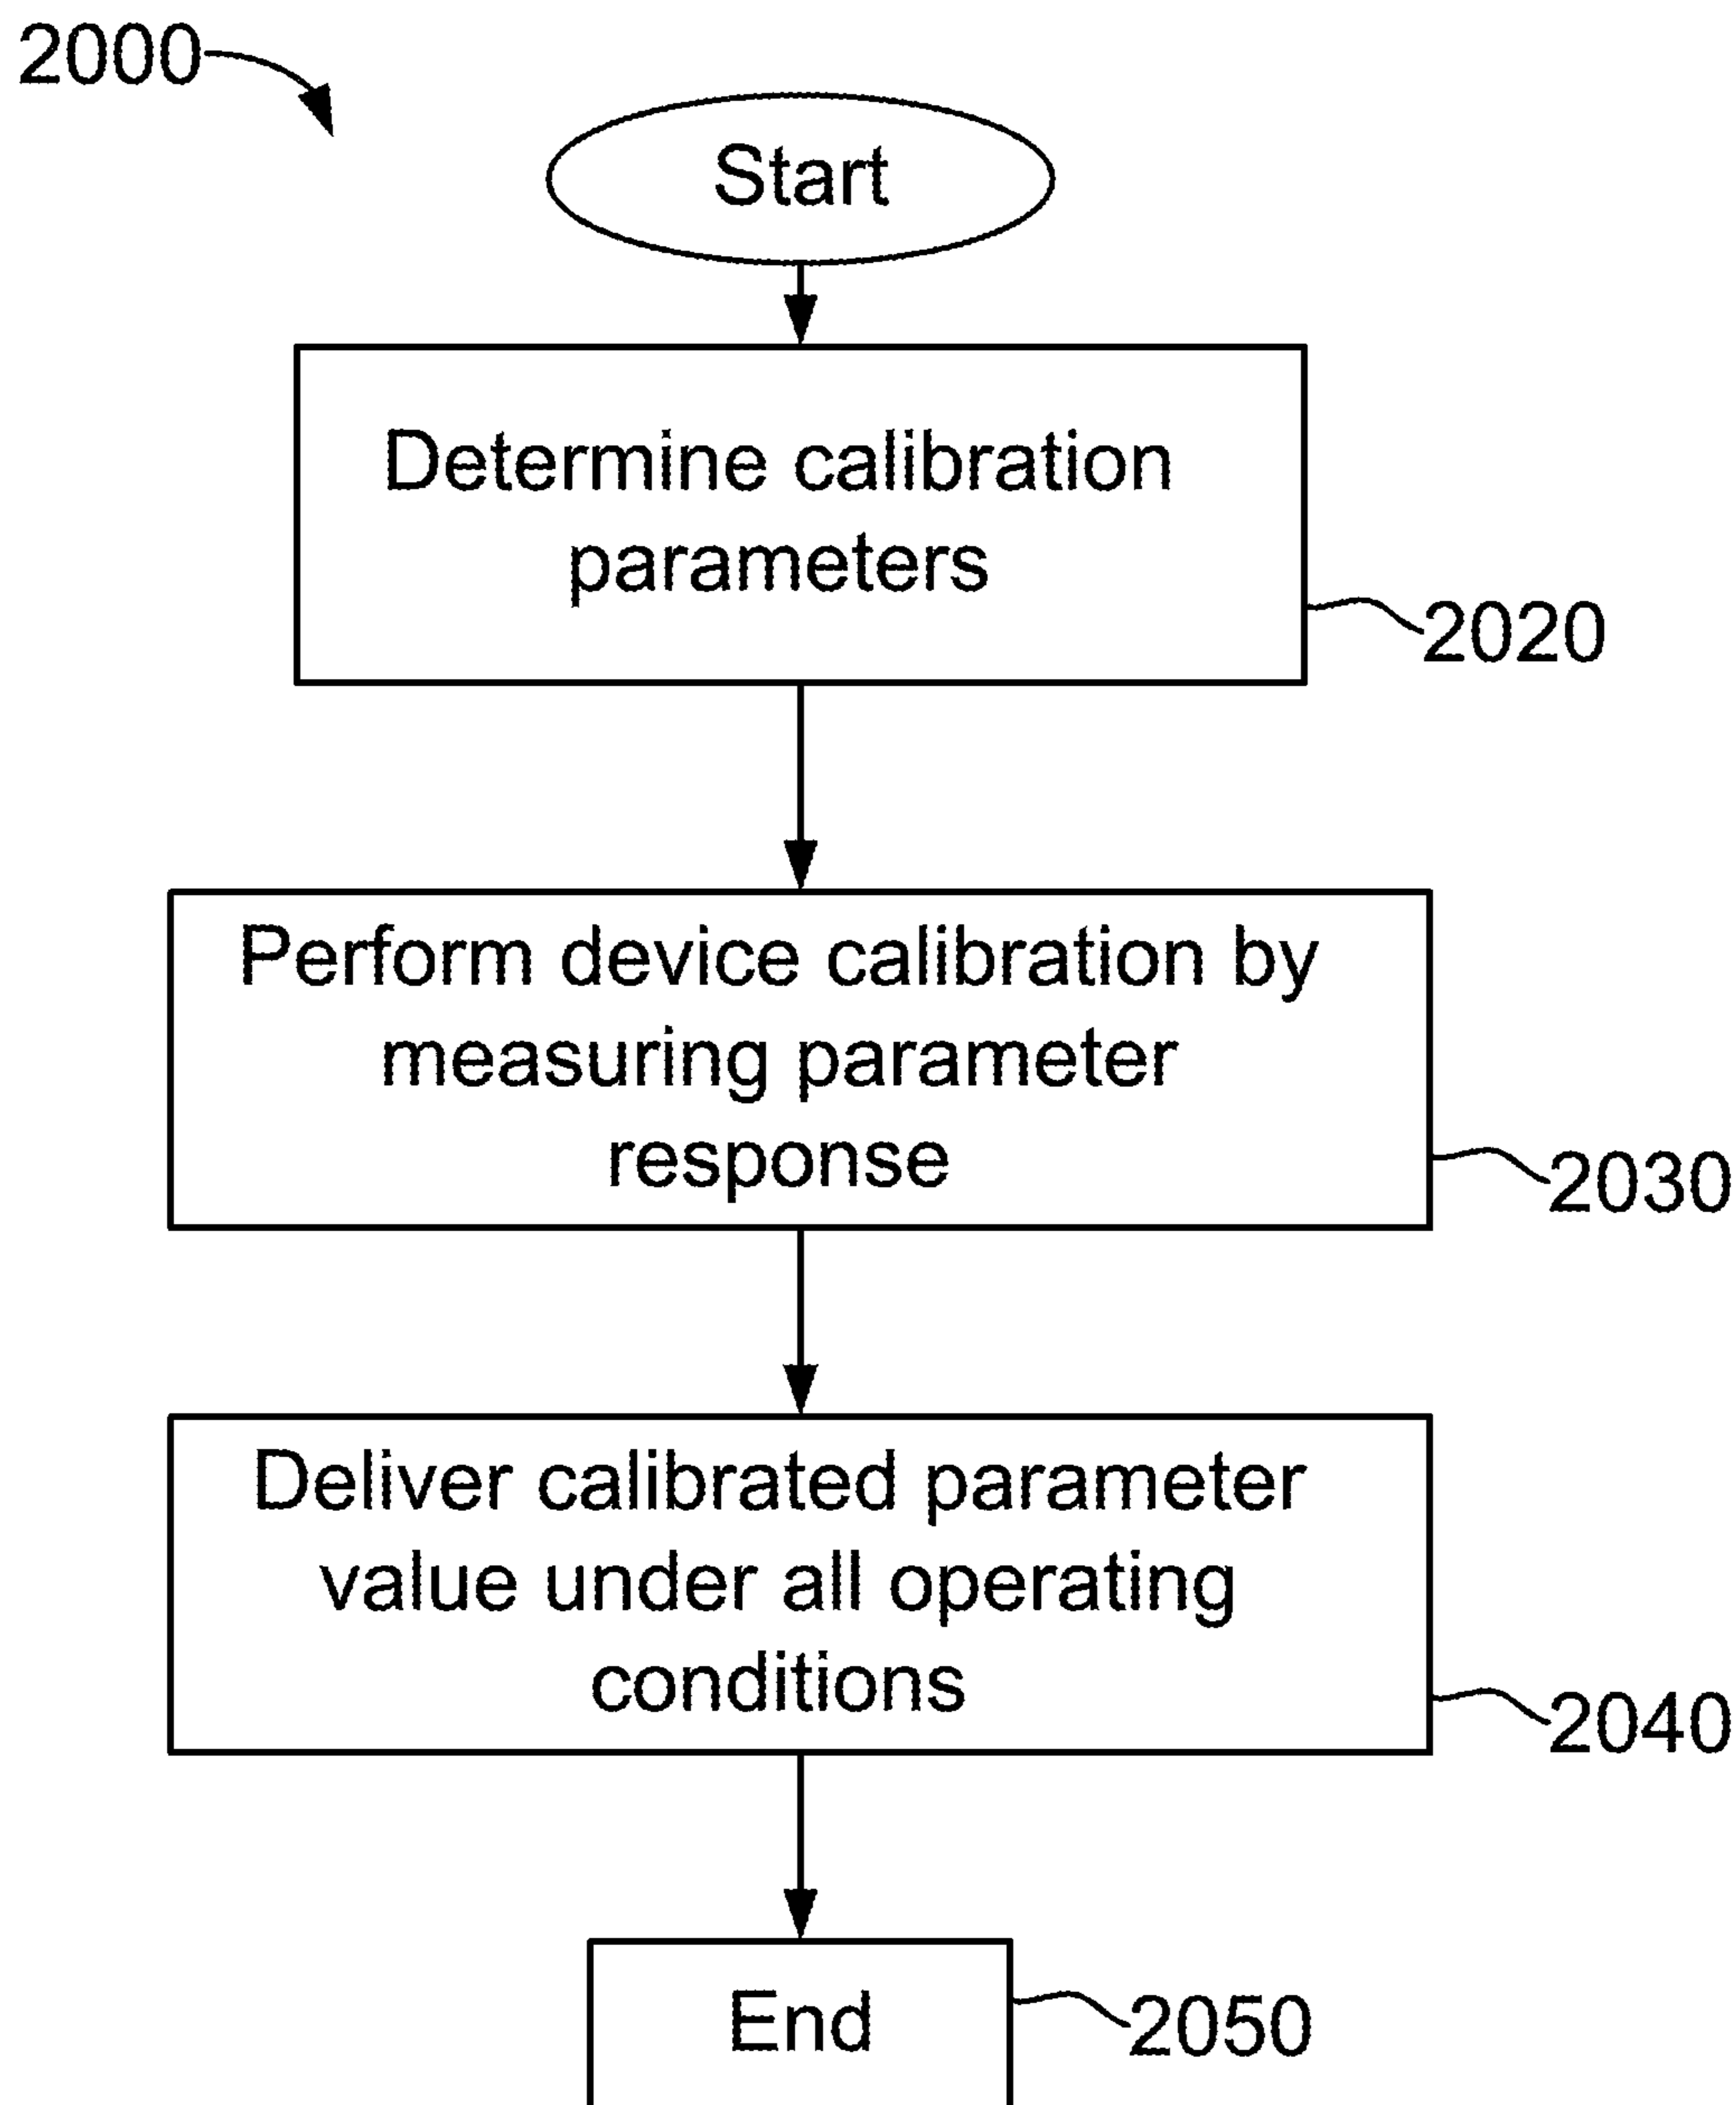 2000
Start
Determine calibration
parameters
2020
Perform device calibration by
measuring parameter
response
2030
Deliver calibrated parameter
value under all operating
conditions
2040
End
2050